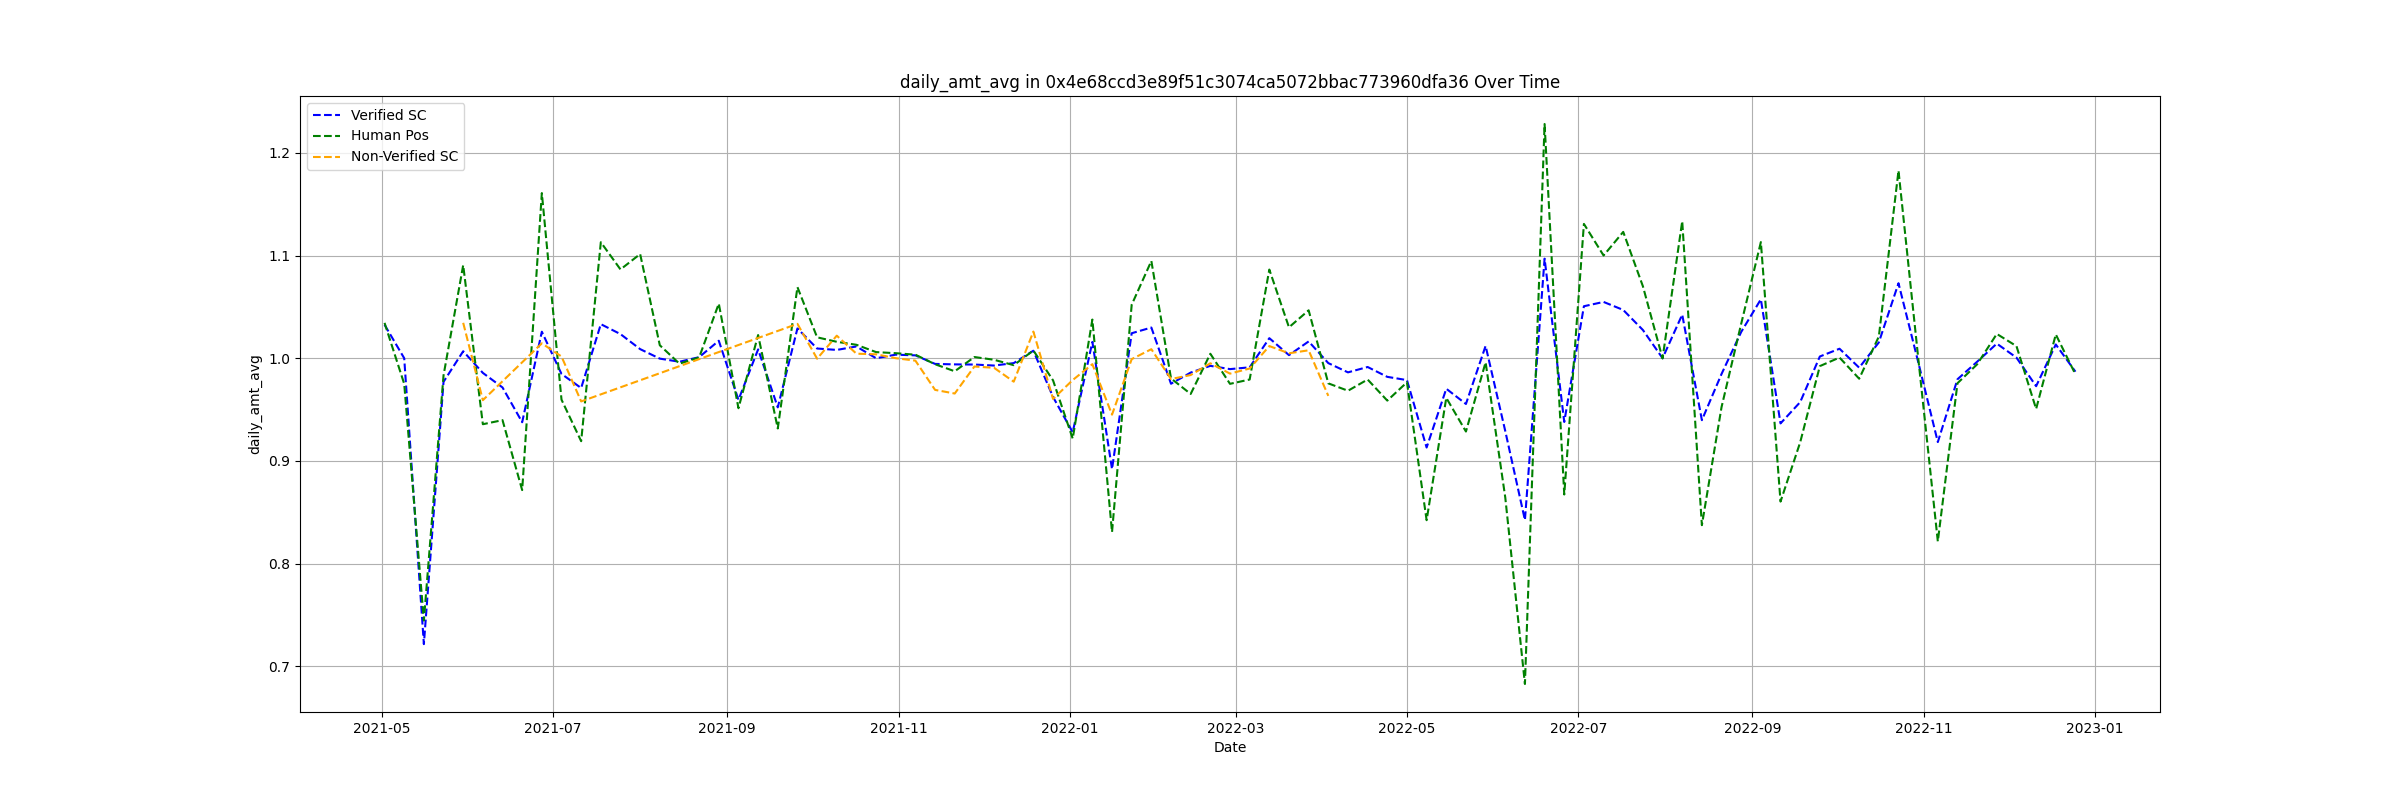 daily_amt_avg in 0x4e68ccd3e89f51c3074ca5072bbac773960dfa36 Over Time
Verified SC
Human Pos
Non-Verified SC
1.2
1.1
1.0
0.9
0.8
0.7
daily_amt_avg
2021-05 2021-07 2021-09 2021-11 2022-01 2022-03 2022-05 2022-07 2022-09 2022-11 2023-01
Date